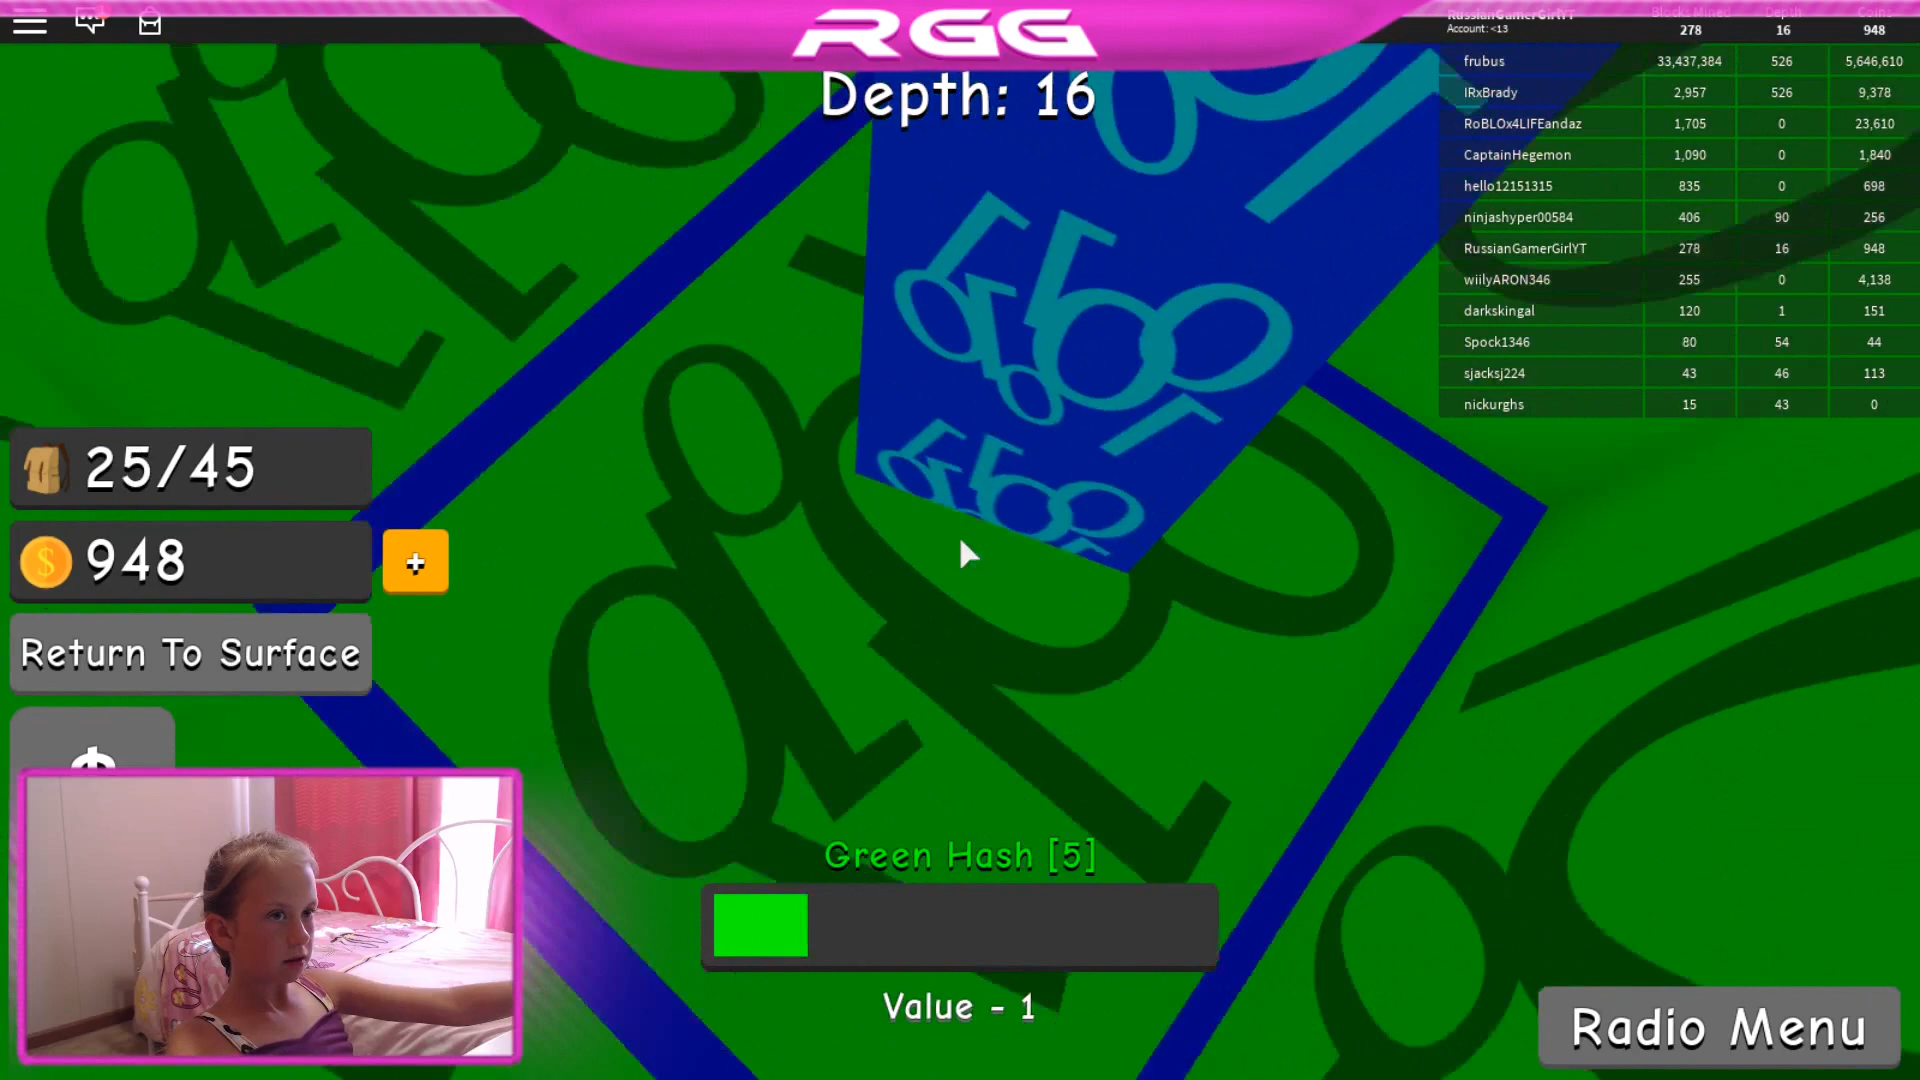 RGG
Depth: 16
RussianGamerGirlYT Blocks Mined Depth Coins
Account: <13 278 16 948
frubus 33,437,384 526 5,646,610
IRxBrady 2,957 526 9,378
RoBLOx4LIFEandaz 1,705 0 23,610
CaptainHegemon 1,090 0 1,840
hello12151315 835 0 698
ninjashyper00584 406 90 256
RussianGamerGirlYT 278 16 948
wiilyARON346 255 0 4,138
darkskingal 120 1 151
Spock1346 80 54 44
sjacksj224 43 46 113
nickurghs 15 43 0
25/45
$ 948 +
Return To Surface
Green Hash [5]
Value - 1
Radio Menu